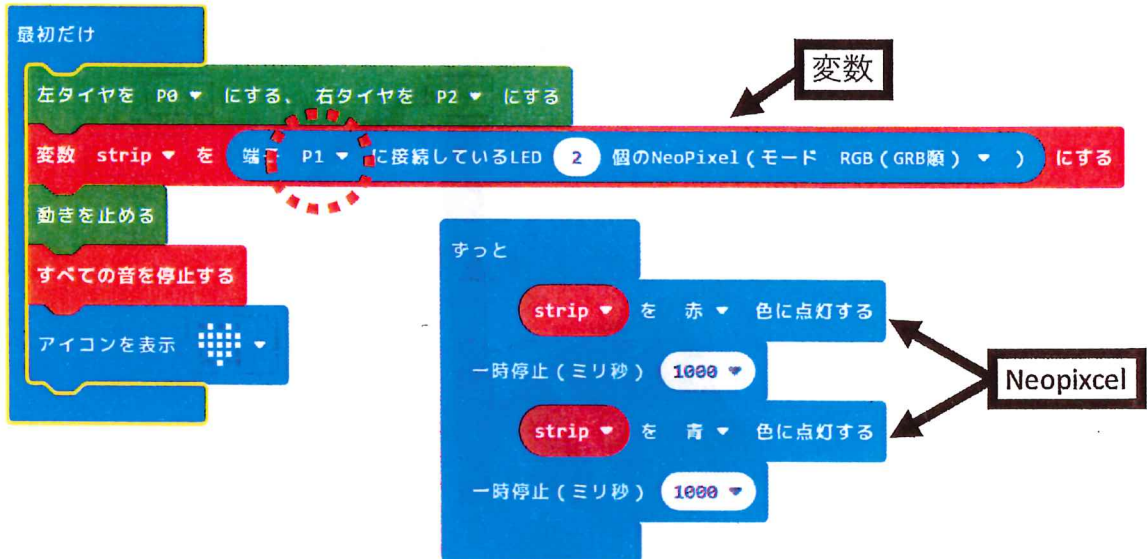 最初だけ
左タイヤを P0 にする、 右タイヤを P2 にする
変数 strip を 端子 P1 に接続しているLED 2 個のNeoPixel(モード RGB(GRB順) )にする
動きを止める
すべての音を停止する
アイコンを表示
変数
ずっと
strip を 赤 色に点灯する
一時停止(ミリ秒) 1000
strip を 青 色に点灯する
一時停止(ミリ秒) 1000
Neopixcel